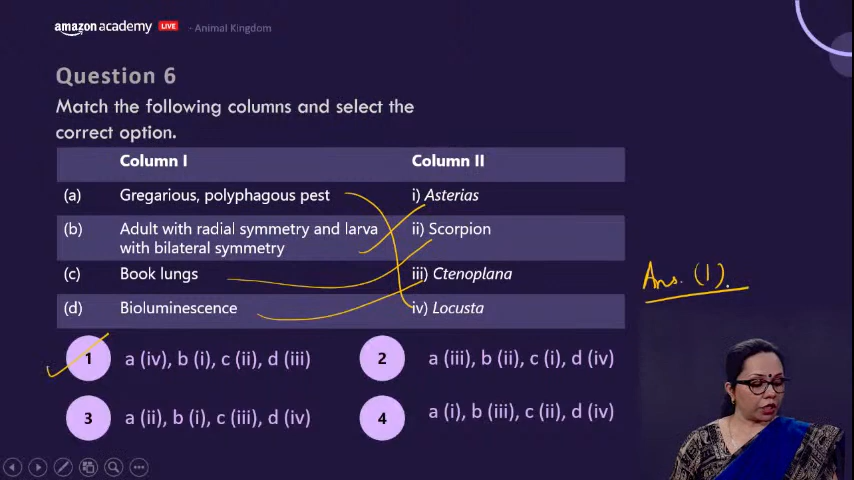 amazon academy LIVE - Animal Kingdom
Question 6
Match the following columns and select the
correct option.
Column I Column II
(a) Gregarious, polyphagous pest i) Asterias
(b) Adult with radial symmetry and larva ii) Scorpion
with bilateral symmetry
(c) Book lungs iii) Ctenoplana
(d) Bioluminescence iv) Locusta
Ans. (1).
1 a (iv), b (i), c (ii), d (iii) 2 a (iii), b (ii), c (i), d (iv)
3 a (ii), b (i), c (iii), d (iv) 4 a (i), b (iii), c (ii), d (iv)